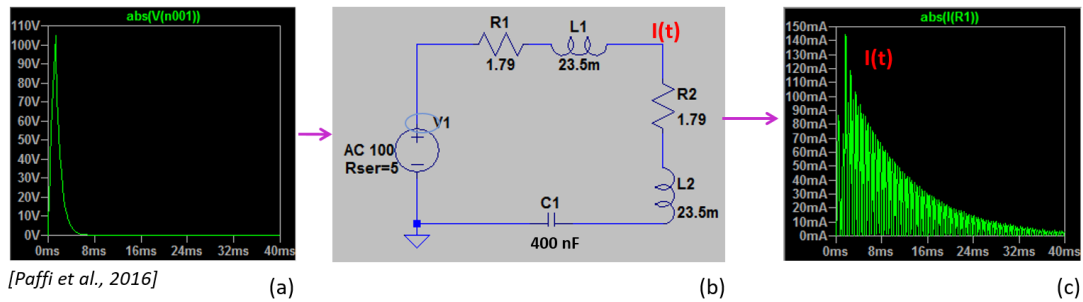 abs(V(n001))
110V
100V
90V
80V
70V
60V
50V
40V
30V
20V
10V
0V
0ms 8ms 16ms 24ms 32ms 40ms
[Paffi et al., 2016]
(a)
R1
1.79
L1
23.5m
I(t)
R2
1.79
V1
AC 100
Rser=5
L2
23.5m
C1
400 nF
(b)
abs(I(R1))
150mA
140mA
130mA
120mA
110mA
100mA
90mA
80mA
70mA
60mA
50mA
40mA
30mA
20mA
10mA
0mA
I(t)
0ms 8ms 16ms 24ms 32ms 40ms
(c)